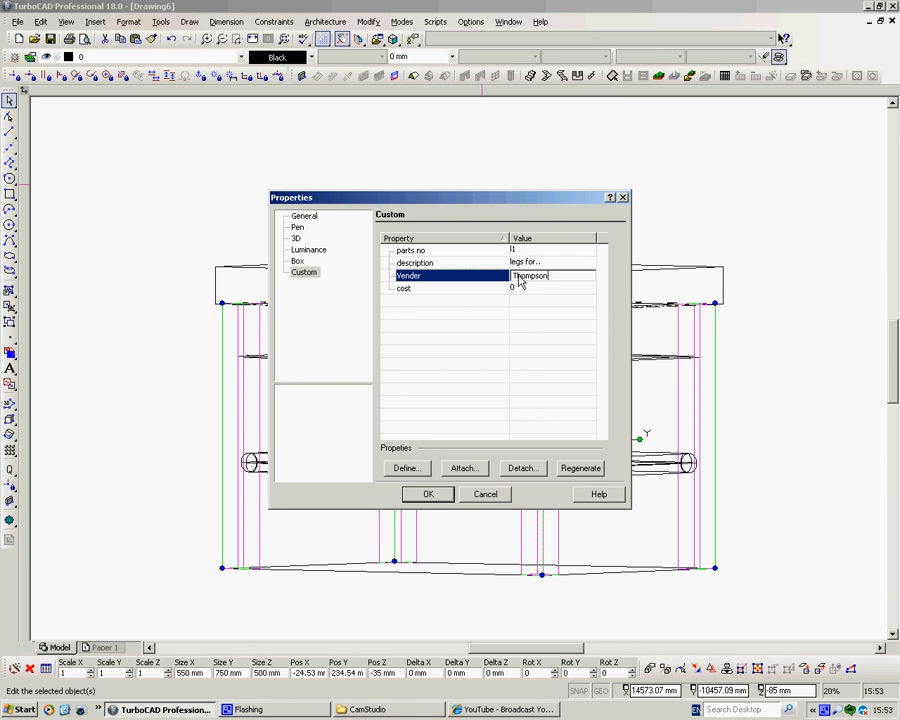 TurboCAD Professional 18.0 - [Drawing6]
File Edit View Insert Format Tools Draw Dimension Constraints Architecture Modify Modes Scripts Options Window Help
0 Black 0 mm
Properties
General
Pen
3D
Luminance
Box
Custom
Custom
Property Value
parts no l1
description legs for..
Vender Thompson
cost 0
Propeties
Define... Attach... Detach... Regenerate
OK Cancel Help
Y
Model Paper 1
Scale X Scale Y Scale Z Size X Size Y Size Z Pos X Pos Y Pos Z Delta X Delta Y Delta Z Rot X Rot Y Rot Z
1 1 1 550 mm 750 mm 500 mm -24.53 m 234.54 m -35 mm 0 mm 0 mm 0 mm 0 0 0
Edit the selected object(s) SNAP GEO 14573.07 mm -10457.09 mm -85 mm 20% 15:53
Start TurboCAD Professional... Flashing CamStudio YouTube - Broadcast Yo... EN Search Desktop 15:53